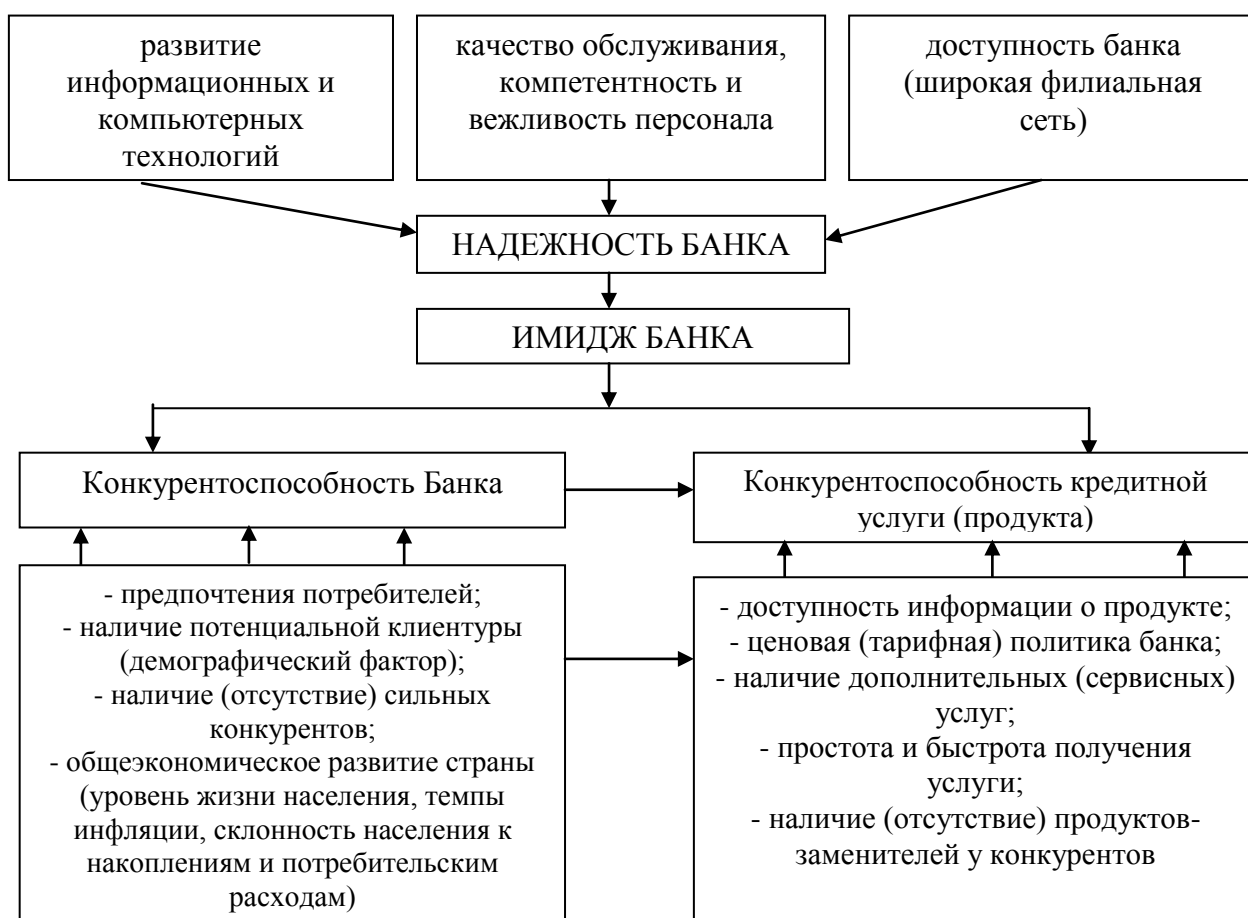 развитие
информационных и
компьютерных
технологий
качество обслуживания,
компетентность и
вежливость персонала
доступность банка
(широкая филиальная
сеть)
НАДЕЖНОСТЬ БАНКА
ИМИДЖ БАНКА
Конкурентоспособность Банка
Конкурентоспособность кредитной
услуги (продукта)
- предпочтения потребителей;
- наличие потенциальной клиентуры
(демографический фактор);
- наличие (отсутствие) сильных
конкурентов;
- общеэкономическое развитие страны
(уровень жизни населения, темпы
инфляции, склонность населения к
накоплениям и потребительским
расходам)
- доступность информации о продукте;
- ценовая (тарифная) политика банка;
- наличие дополнительных (сервисных)
услуг;
- простота и быстрота получения
услуги;
- наличие (отсутствие) продуктов-
заменителей у конкурентов